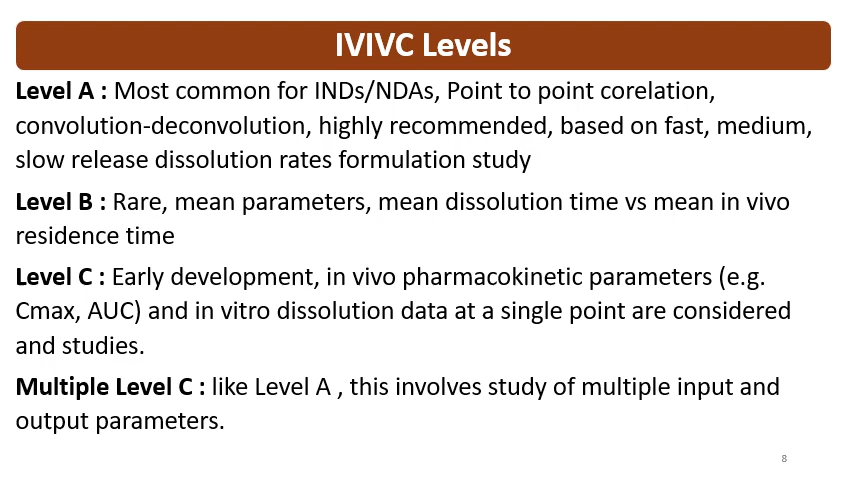 IVIVC Levels
Level A : Most common for INDs/NDAs, Point to point corelation,
convolution-deconvolution, highly recommended, based on fast, medium,
slow release dissolution rates formulation study
Level B : Rare, mean parameters, mean dissolution time vs mean in vivo
residence time
Level C : Early development, in vivo pharmacokinetic parameters (e.g.
Cmax, AUC) and in vitro dissolution data at a single point are considered
and studies.
Multiple Level C : like Level A , this involves study of multiple input and
output parameters.
8